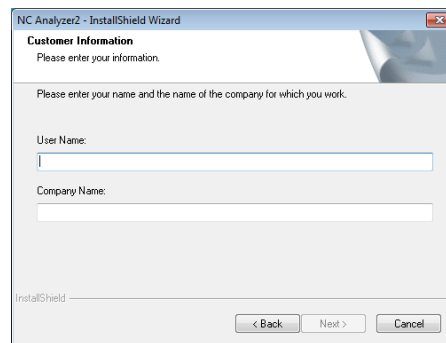 NC Analyzer2 - InstallShield Wizard
Customer Information
Please enter your information.
Please enter your name and the name of the company for which you work.
User Name:
Company Name:
InstallShield
< Back Next > Cancel